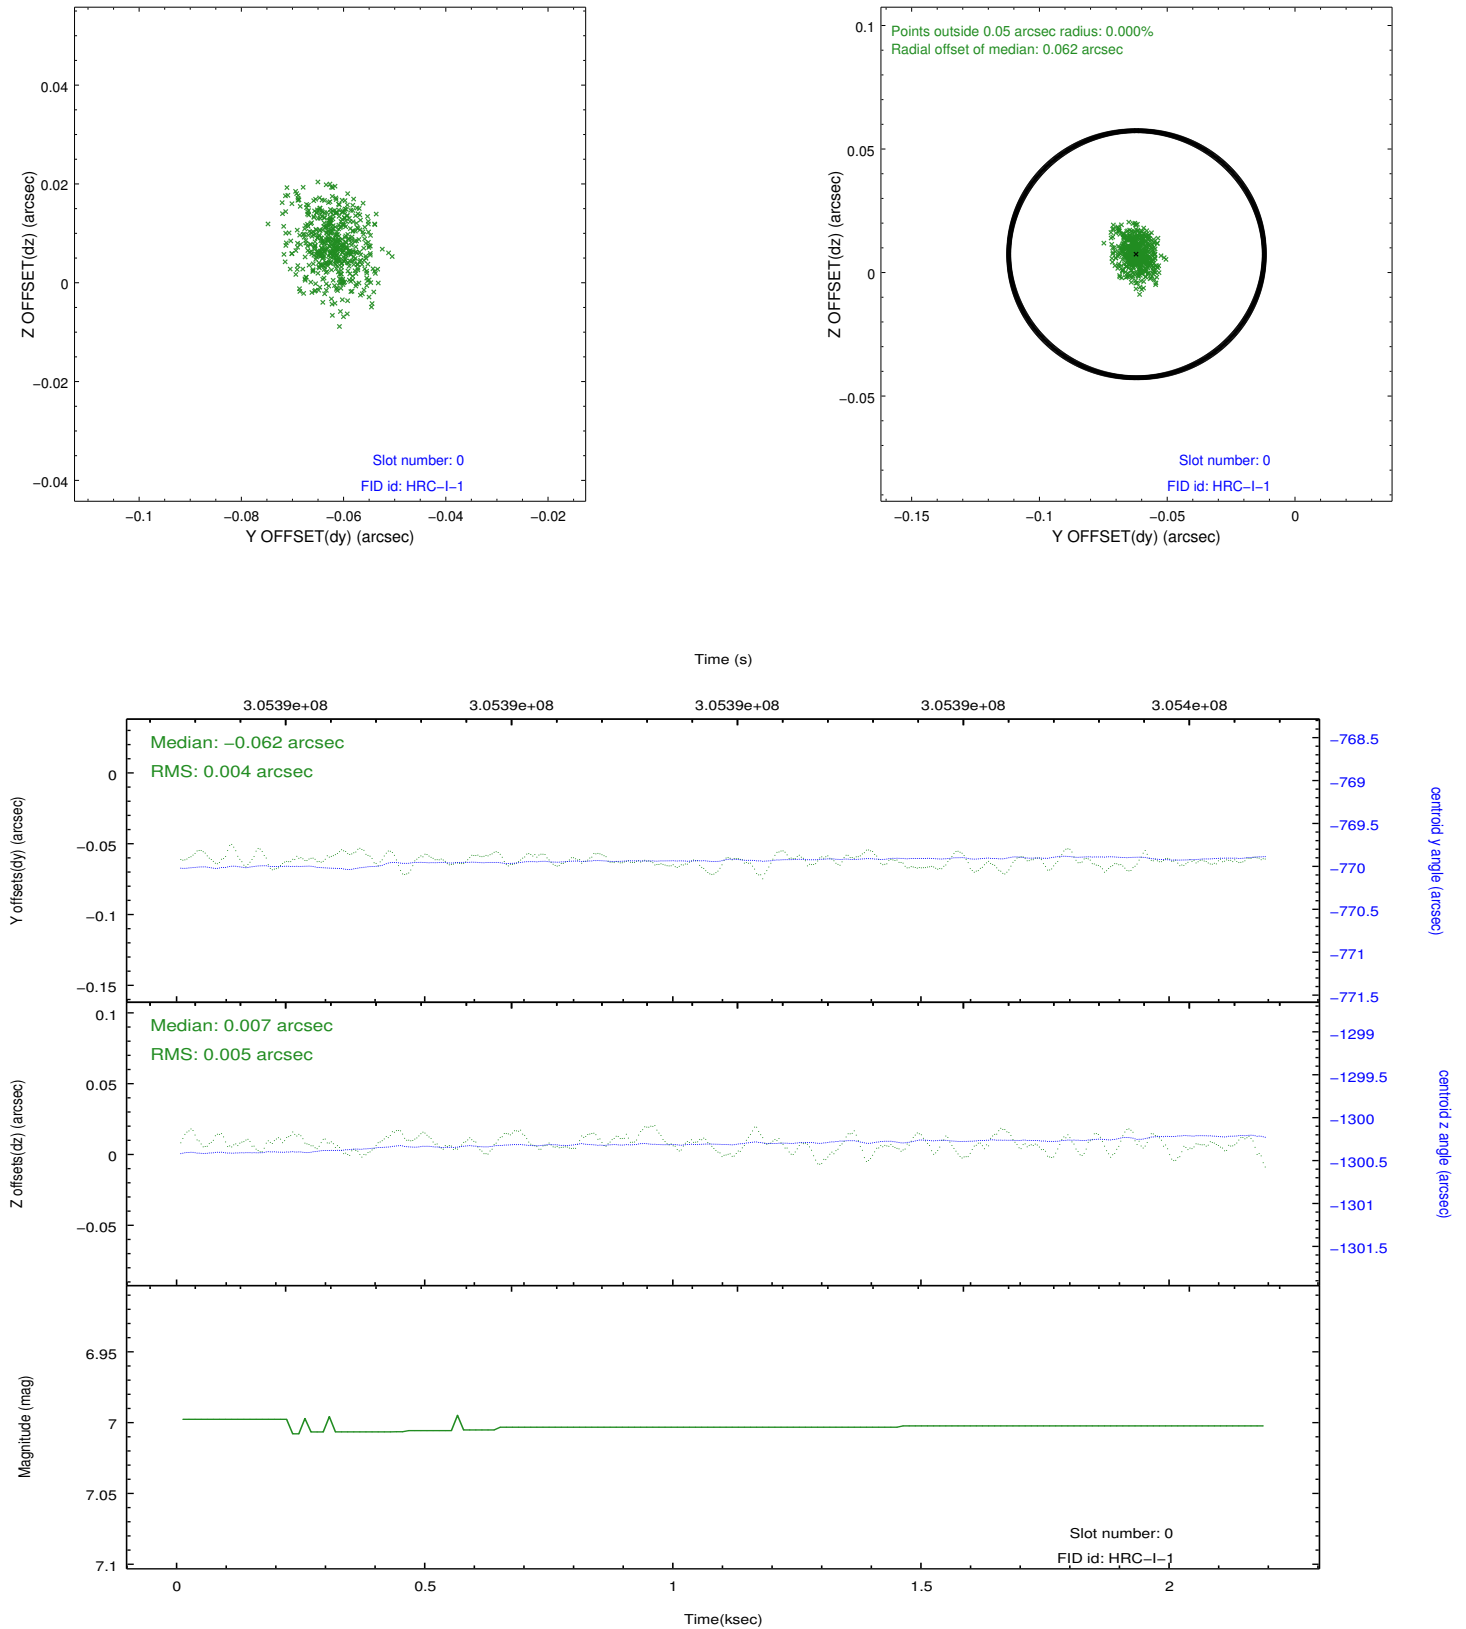 0.04
0.02
0
−0.02
−0.04
Z OFFSET(dz) (arcsec)
Slot number: 0
FID id: HRC−I−1
−0.1
−0.08
−0.06
−0.04
−0.02
Y OFFSET(dy) (arcsec)
Points outside 0.05 arcsec radius: 0.000%
Radial offset of median: 0.062 arcsec
0.1
0.05
0
−0.05
Z OFFSET(dz) (arcsec)
Slot number: 0
FID id: HRC−I−1
−0.15
−0.1
−0.05
0
Y OFFSET(dy) (arcsec)
Time (s)
3.0539e+08
3.0539e+08
3.0539e+08
3.0539e+08
3.054e+08
Median: −0.062 arcsec
RMS: 0.004 arcsec
0
−0.05
−0.1
−0.15
Y offsets(dy) (arcsec)
−768.5
−769
−769.5
−770
−770.5
−771
−771.5
centroid y angle (arcsec)
Median: 0.007 arcsec
RMS: 0.005 arcsec
0.1
0.05
0
−0.05
Z offsets(dz) (arcsec)
−1299
−1299.5
−1300
−1300.5
−1301
−1301.5
centroid z angle (arcsec)
6.95
7
7.05
7.1
Magnitude (mag)
Slot number: 0
FID id: HRC−I−1
0
0.5
1
1.5
2
Time(ksec)